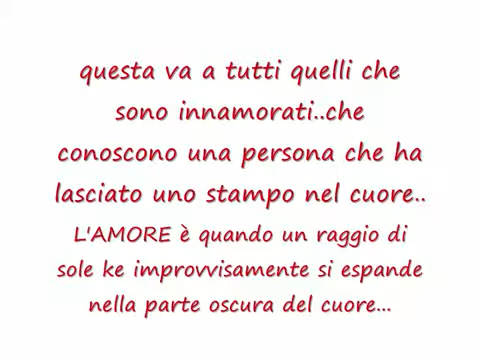 questa va a tutti quelli che
sono innamorati..che
conoscono una persona che ha
lasciato uno stampo nel cuore..
L'AMORE è quando un raggio di
sole ke improvvisamente si espande
nella parte oscura del cuore...